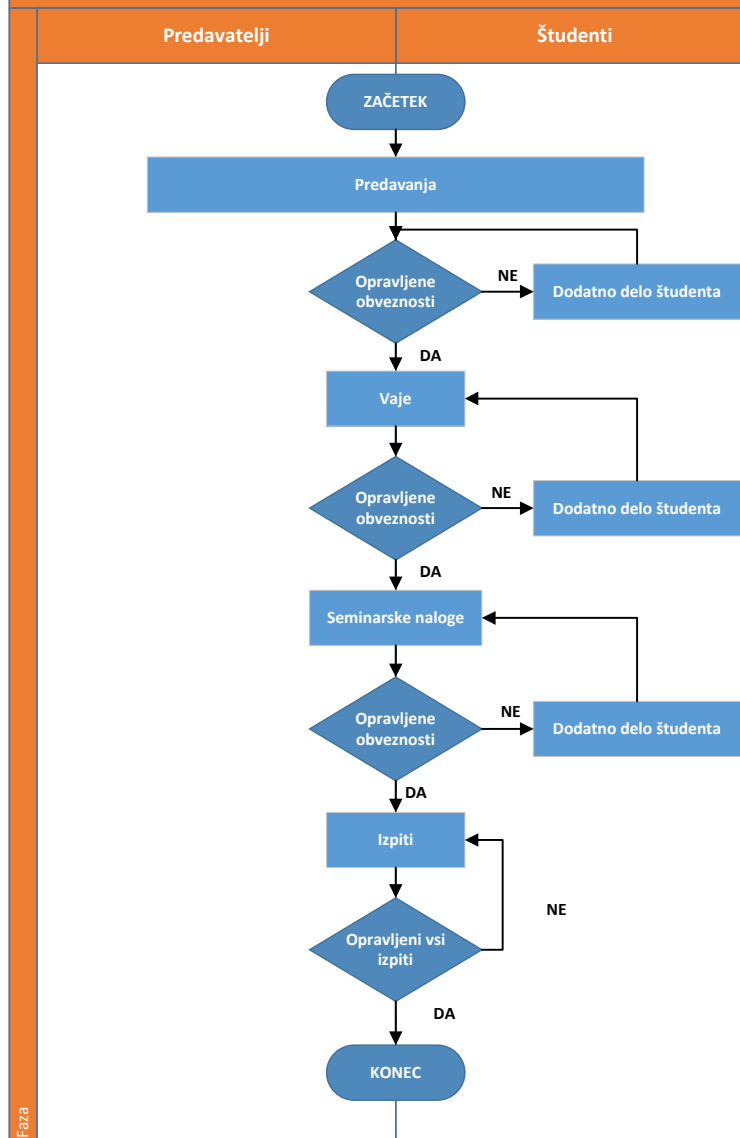 Predavatelji
Študenti
ZAČETEK
Predavanja
Opravljene
obveznosti
NE
Dodatno delo študenta
DA
Vaje
Opravljene
obveznosti
NE
Dodatno delo študenta
DA
Seminarske naloge
Opravljene
obveznosti
NE
Dodatno delo študenta
DA
Izpiti
Opravljeni vsi
izpiti
NE
DA
KONEC
Faza